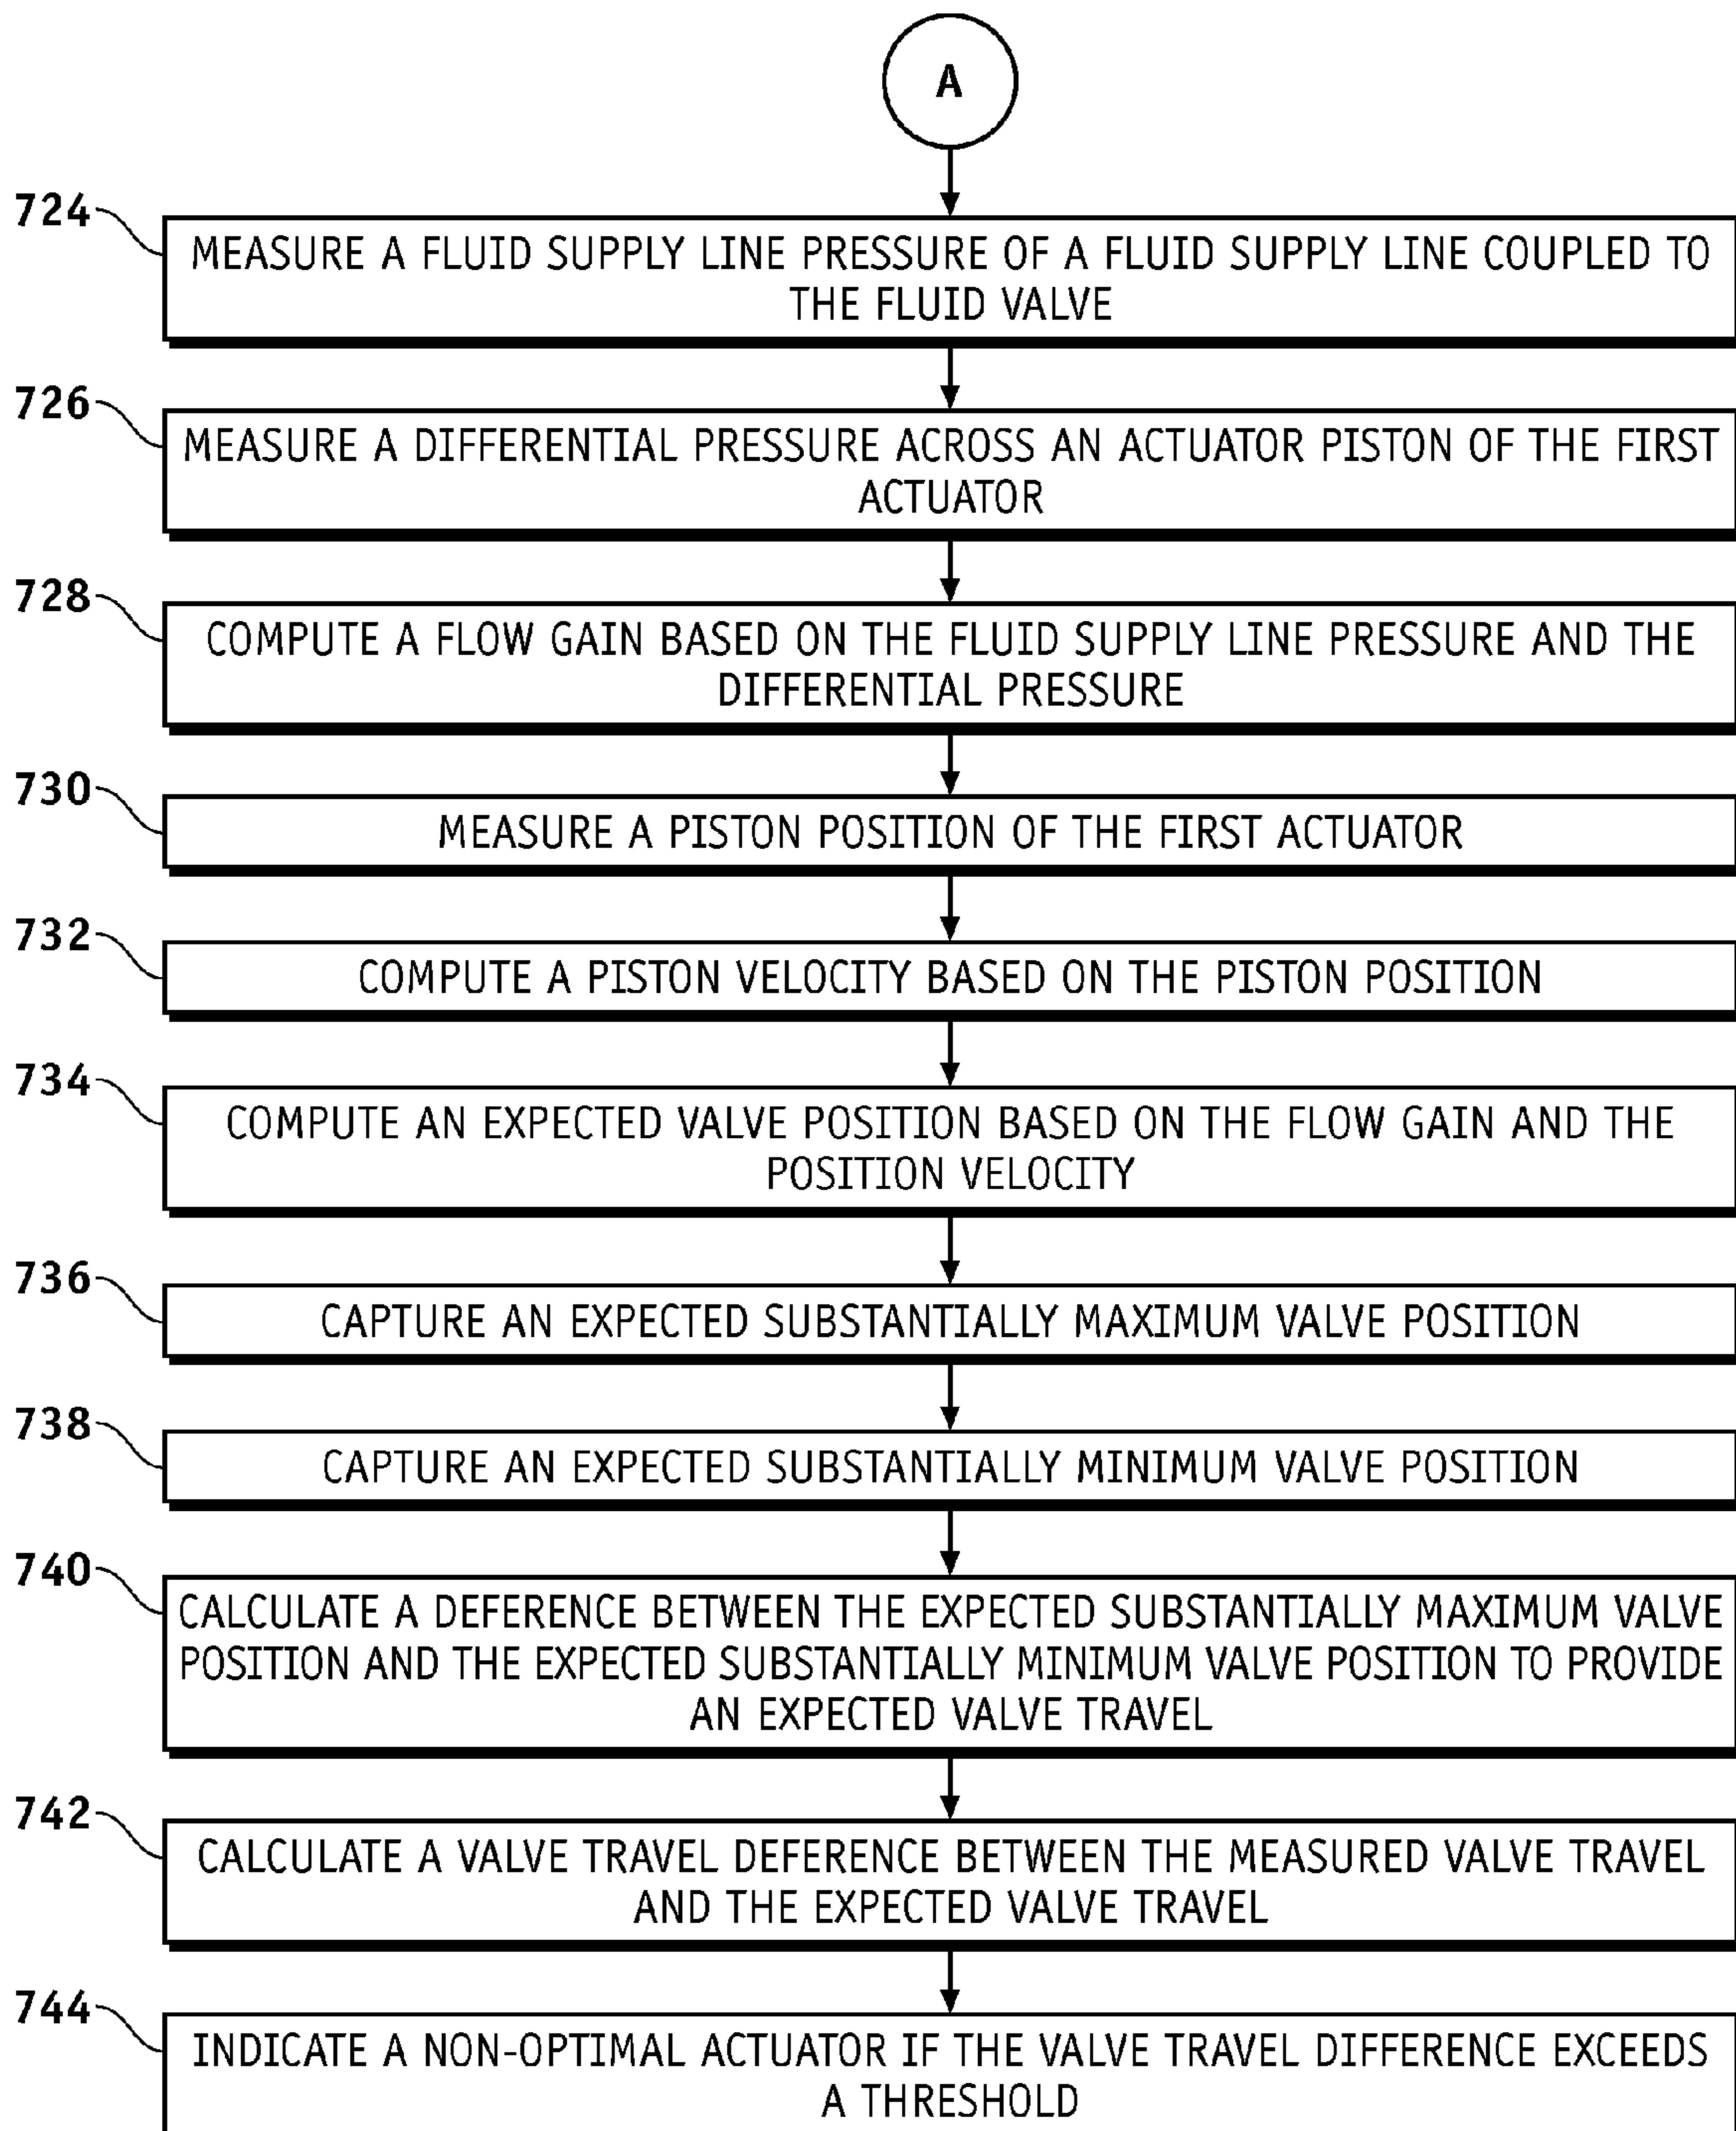 A
724
MEASURE A FLUID SUPPLY LINE PRESSURE OF A FLUID SUPPLY LINE COUPLED TO
THE FLUID VALVE
726
MEASURE A DIFFERENTIAL PRESSURE ACROSS AN ACTUATOR PISTON OF THE FIRST
ACTUATOR
728
COMPUTE A FLOW GAIN BASED ON THE FLUID SUPPLY LINE PRESSURE AND THE
DIFFERENTIAL PRESSURE
730
MEASURE A PISTON POSITION OF THE FIRST ACTUATOR
732
COMPUTE A PISTON VELOCITY BASED ON THE PISTON POSITION
734
COMPUTE AN EXPECTED VALVE POSITION BASED ON THE FLOW GAIN AND THE
POSITION VELOCITY
736
CAPTURE AN EXPECTED SUBSTANTIALLY MAXIMUM VALVE POSITION
738
CAPTURE AN EXPECTED SUBSTANTIALLY MINIMUM VALVE POSITION
740
CALCULATE A DEFERENCE BETWEEN THE EXPECTED SUBSTANTIALLY MAXIMUM VALVE
POSITION AND THE EXPECTED SUBSTANTIALLY MINIMUM VALVE POSITION TO PROVIDE
AN EXPECTED VALVE TRAVEL
742
CALCULATE A VALVE TRAVEL DEFERENCE BETWEEN THE MEASURED VALVE TRAVEL
AND THE EXPECTED VALVE TRAVEL
744
INDICATE A NON-OPTIMAL ACTUATOR IF THE VALVE TRAVEL DIFFERENCE EXCEEDS
A THRESHOLD